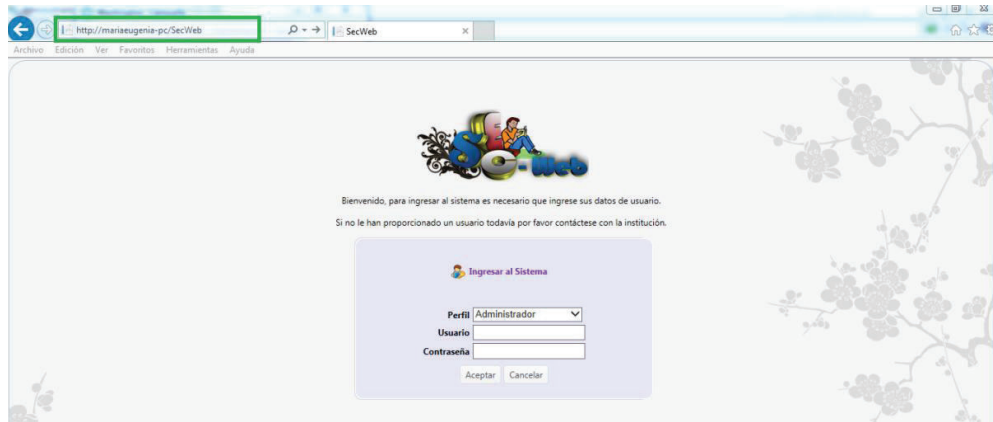 http://mariaeugenia-pc/SecWeb
SecWeb
Archivo Edición Ver Favoritos Herramientas Ayuda
SEC-Web
Bienvenido, para ingresar al sistema es necesario que ingrese sus datos de usuario.
Si no le han proporcionado un usuario todavía por favor contáctese con la institución.
Ingresar al Sistema
Perfil Administrador
Usuario
Contraseña
Aceptar Cancelar